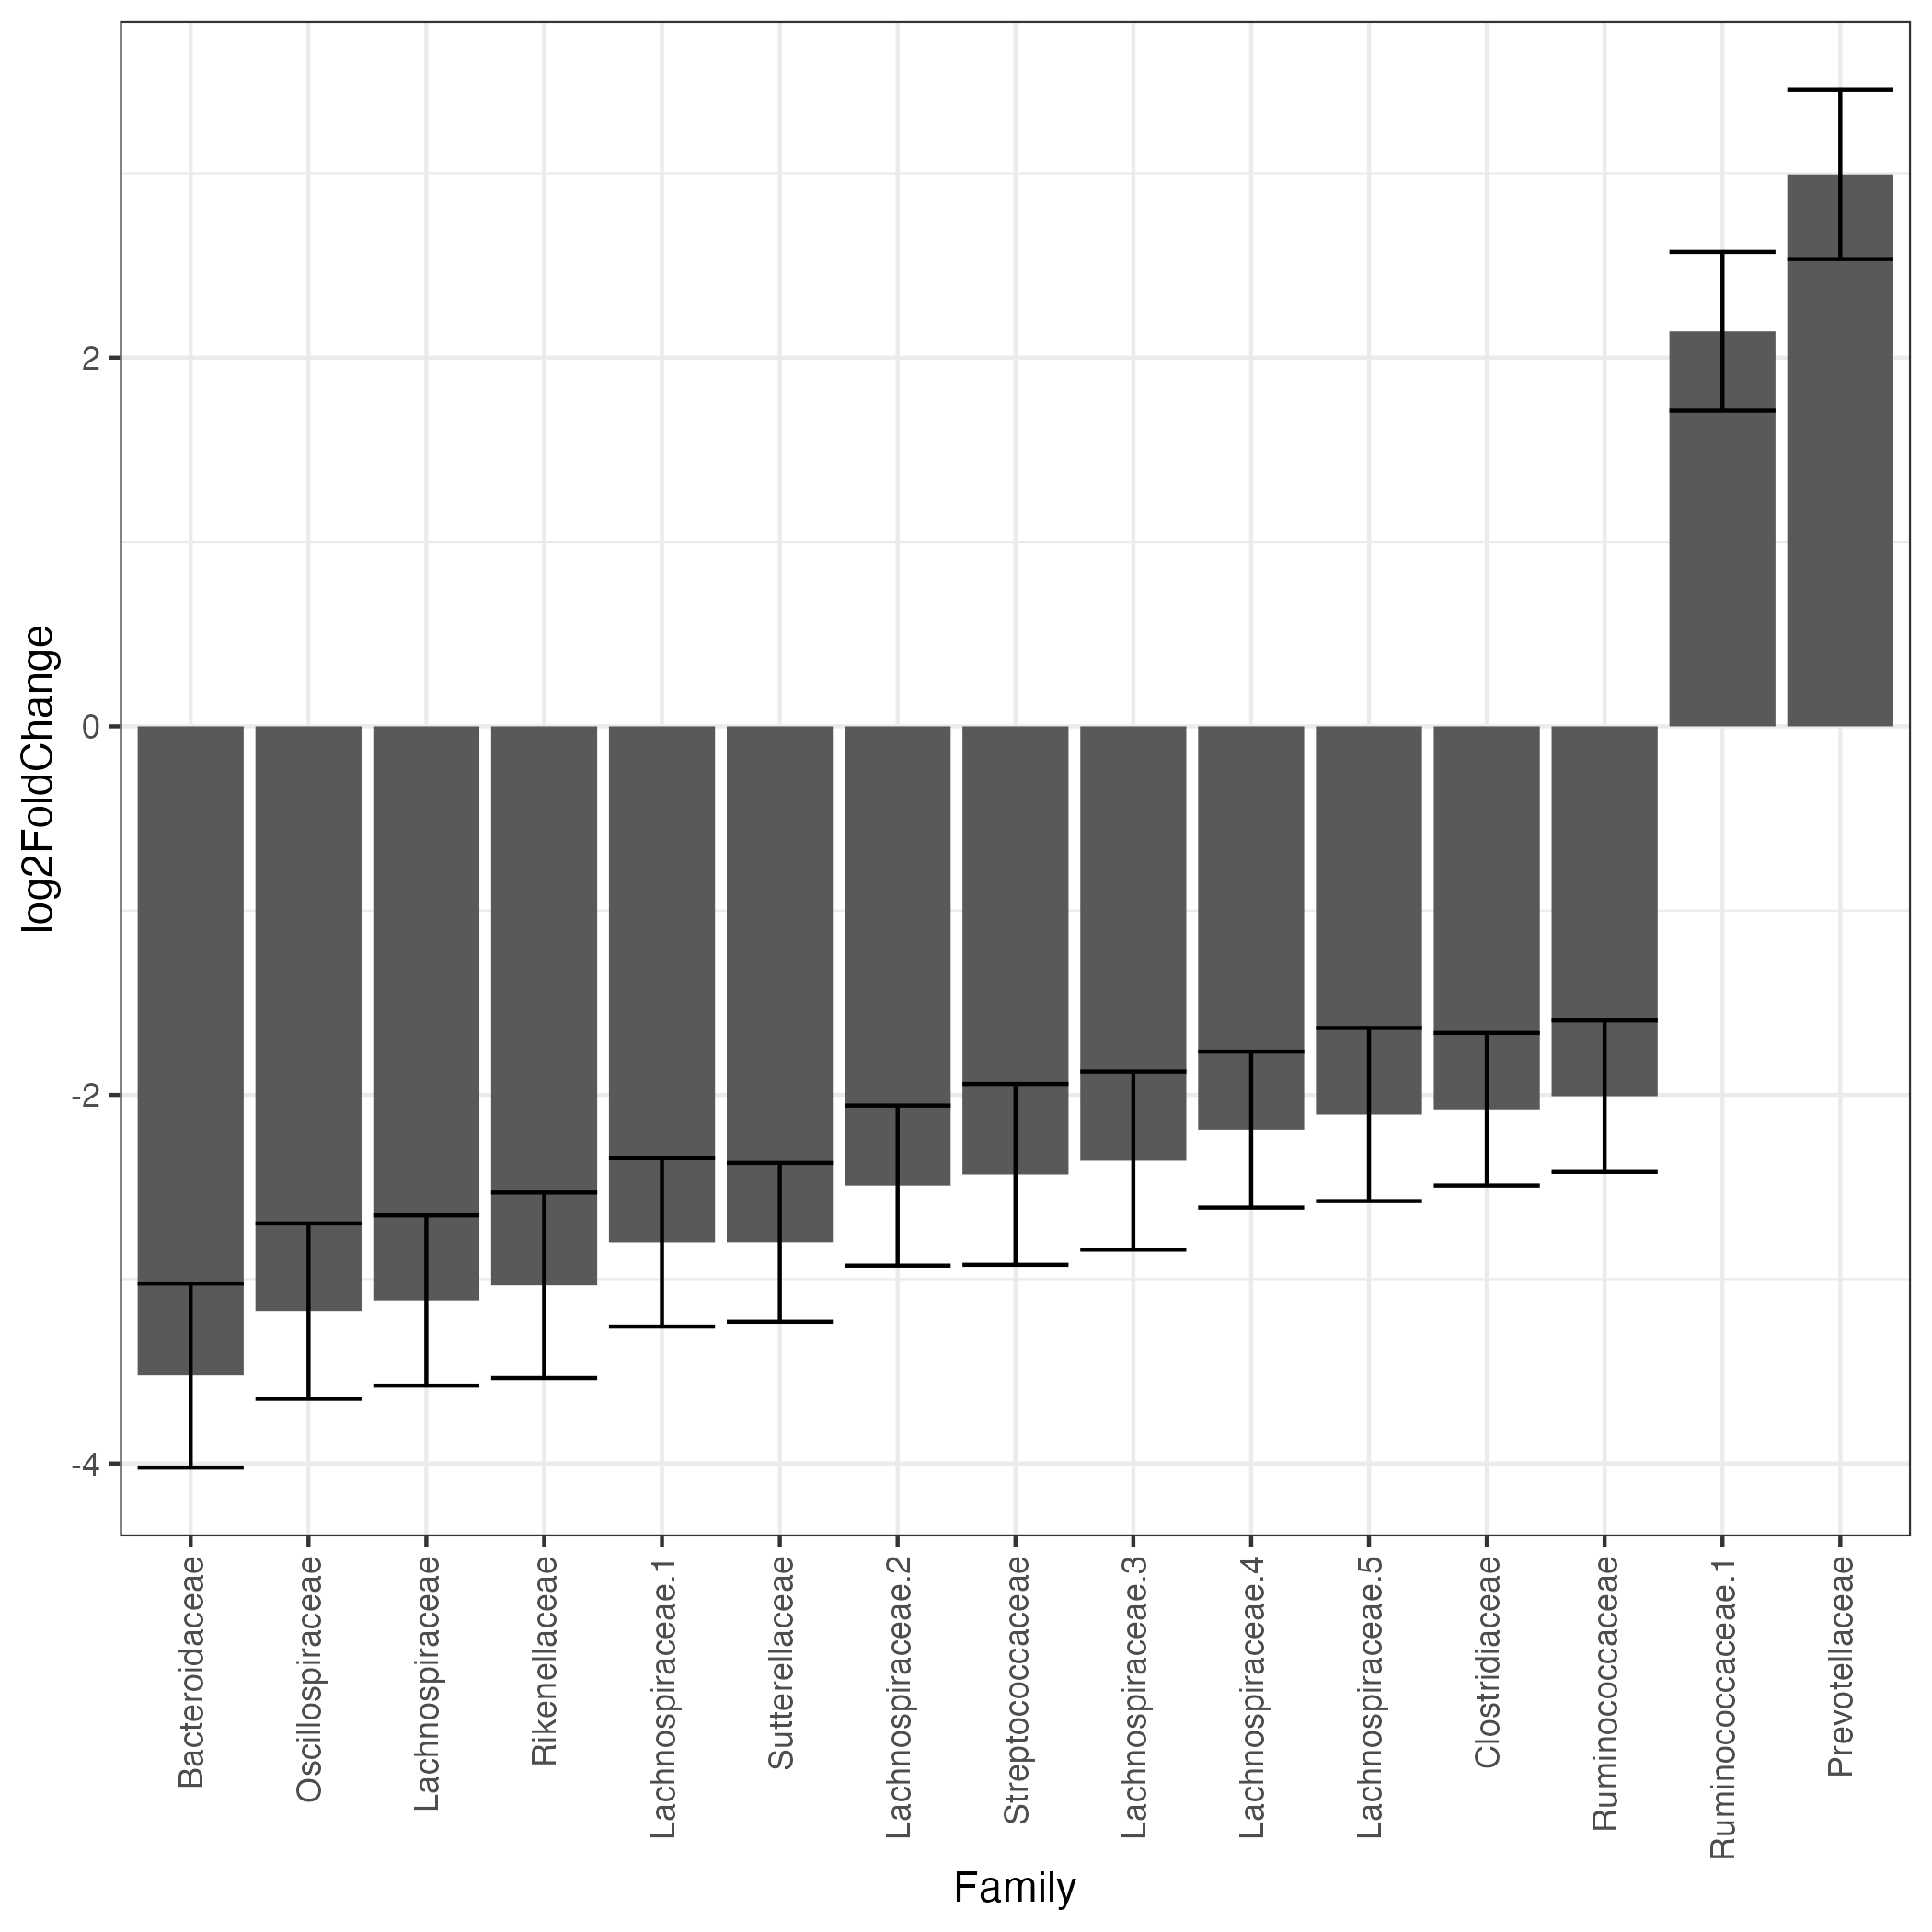 log2FoldChange
2
0
-2
-4
Bacteroidaceae
Oscillospiraceae
Lachnospiraceae
Rikenellaceae
Lachnospiraceae.1
Sutterellaceae
Lachnospiraceae.2
Streptococcaceae
Lachnospiraceae.3
Lachnospiraceae.4
Lachnospiraceae.5
Clostridiaceae
Ruminococcaceae
Ruminococcaceae.1
Prevotellaceae
Family